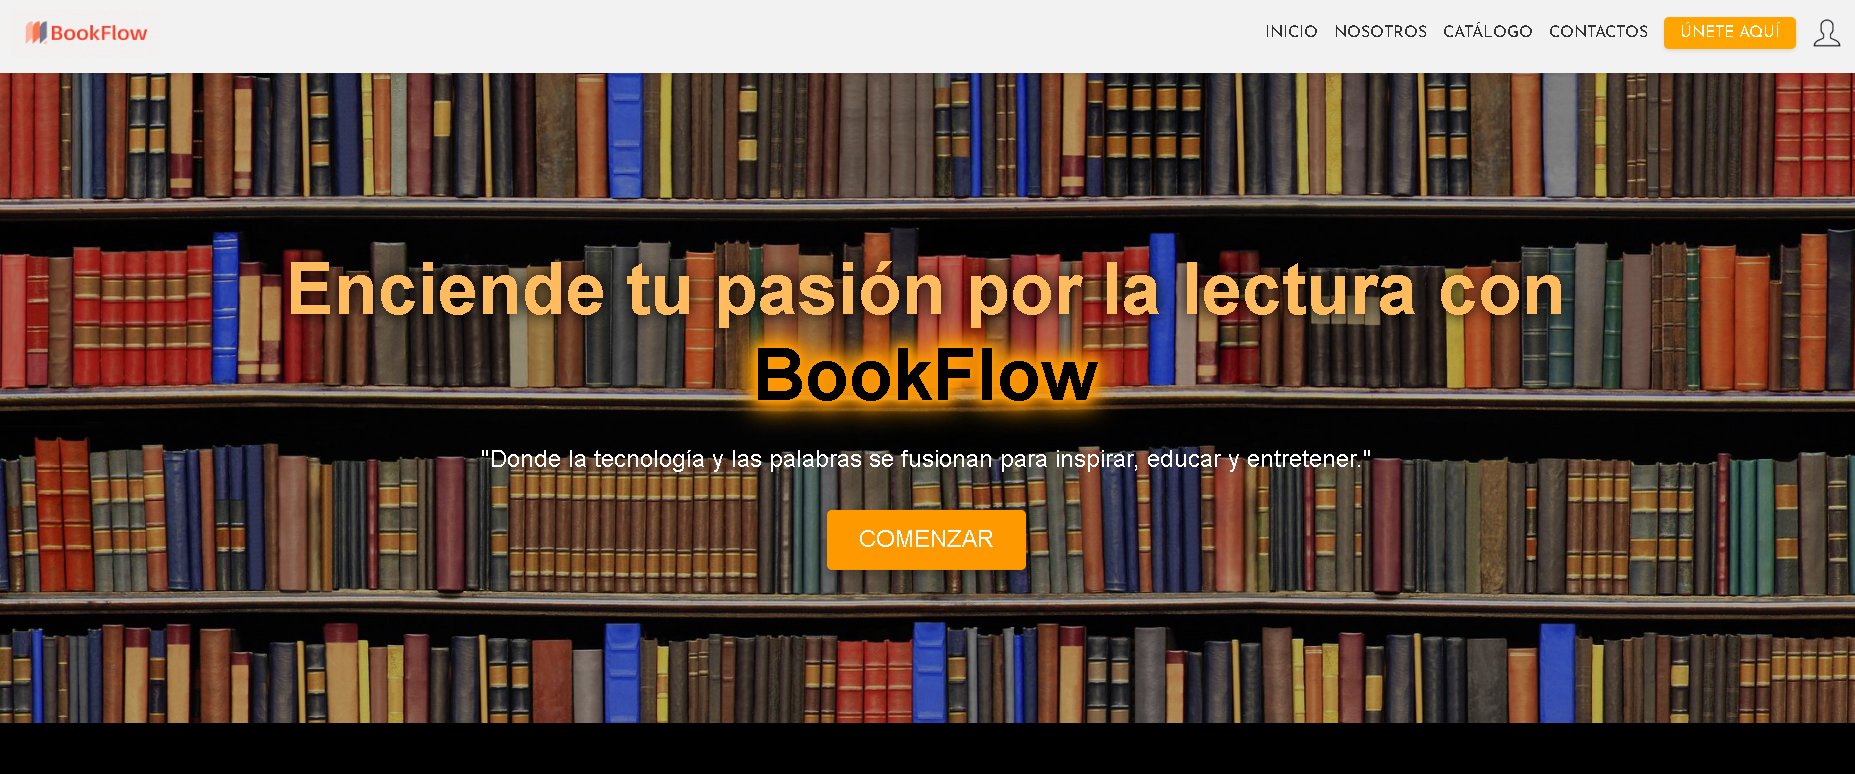 BookFlow
INICIO NOSOTROS CATÁLOGO CONTACTOS ÚNETE AQUÍ
Enciende tu pasión por la lectura con
BookFlow
"Donde la tecnología y las palabras se fusionan para inspirar, educar y entretener."
COMENZAR